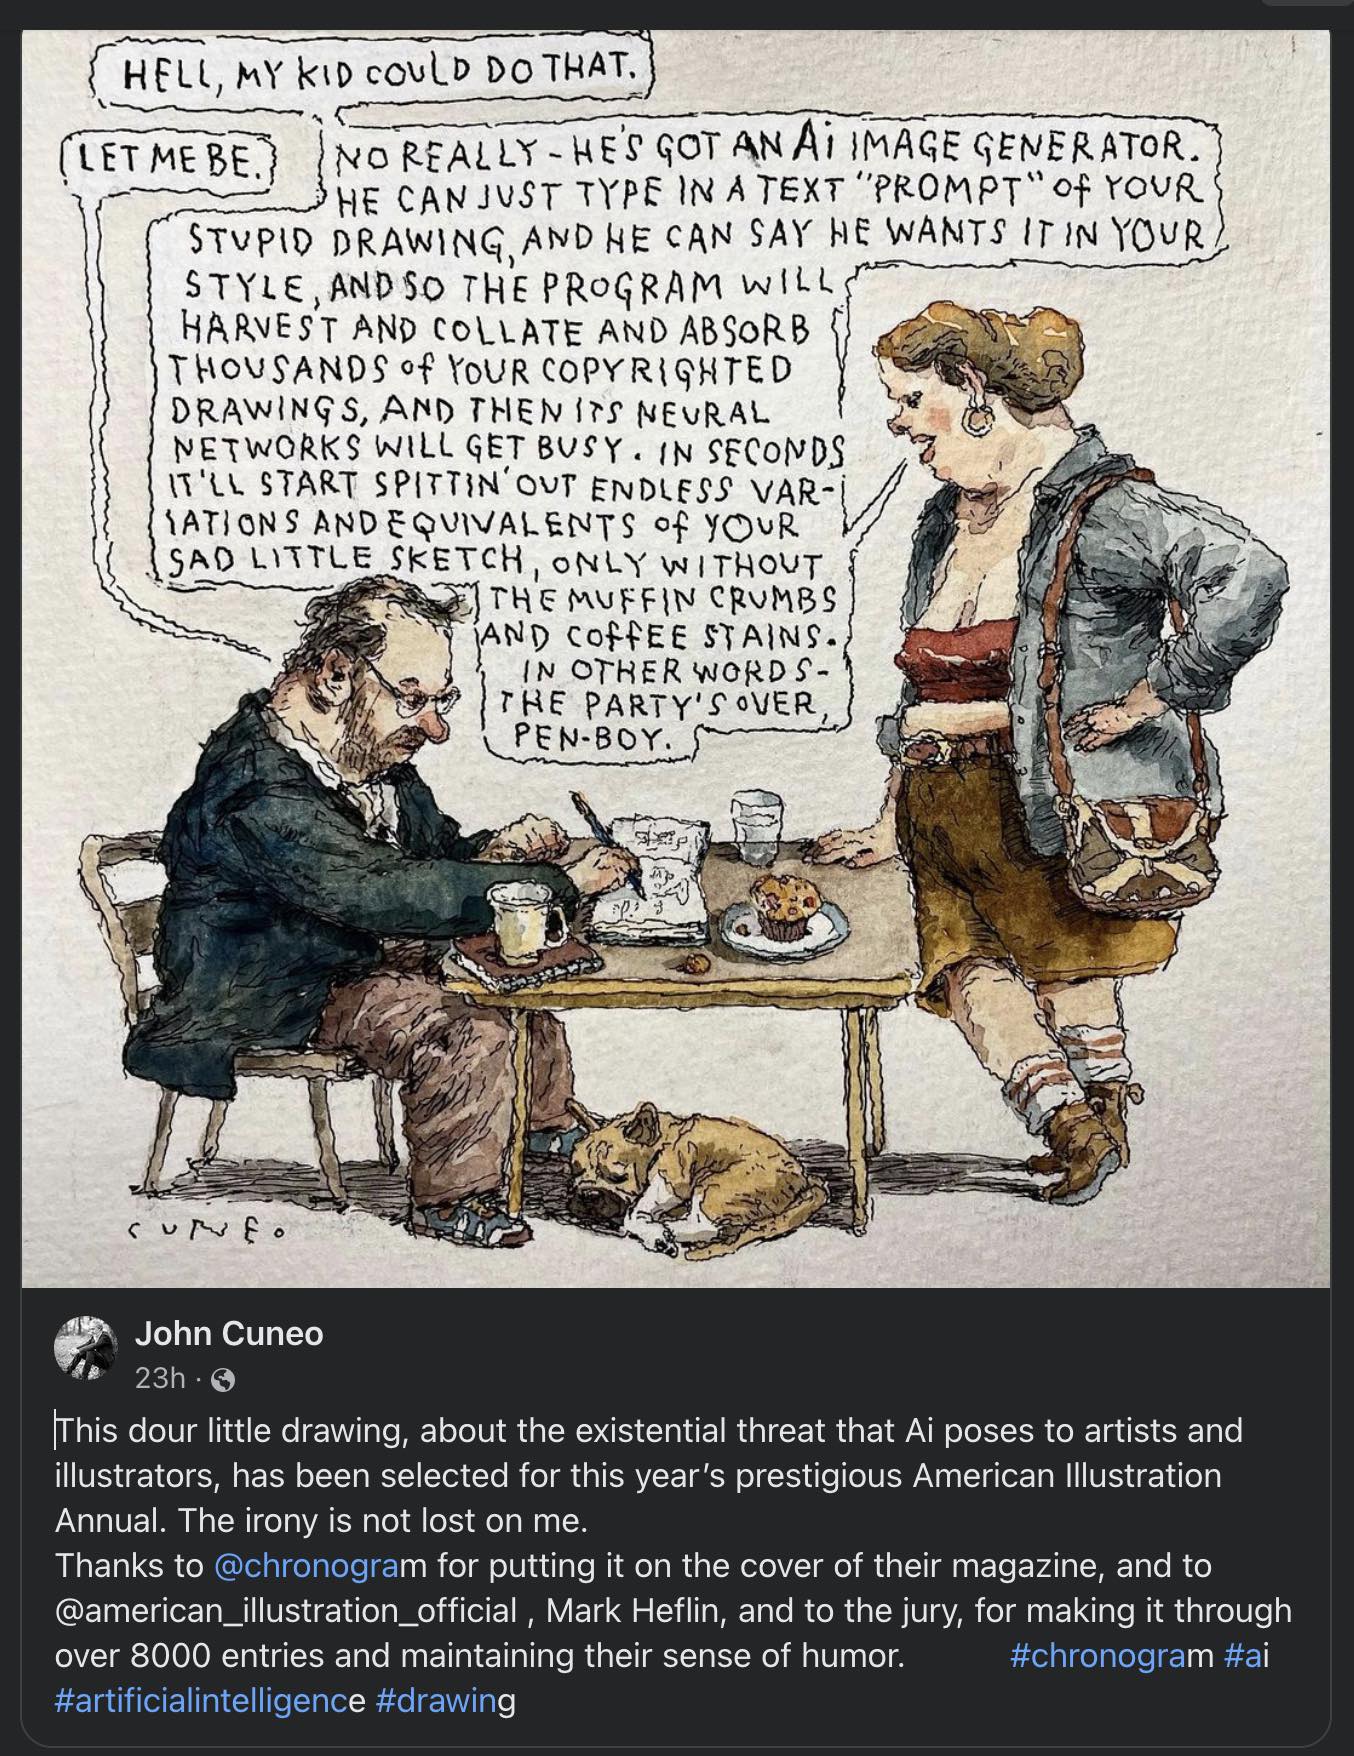 HELL, MY KID COULD DO THAT.
LET ME BE.
NO REALLY - HE'S GOT AN Ai IMAGE GENERATOR.
HE CAN JUST TYPE IN A TEXT "PROMPT" Of YOUR
STUPID DRAWING, AND HE CAN SAY HE WANTS IT IN YOUR
STYLE, AND SO THE PROGRAM WILL
HARVEST AND COLLATE AND ABSORB
THOUSANDS of YOUR COPYRIGHTED
DRAWINGS, AND THEN ITS NEURAL
NETWORKS WILL GET BUSY. IN SECONDS
IT'LL START SPITTIN' OUT ENDLESS VAR-
IATIONS AND EQUIVALENTS of YOUR
SAD LITTLE SKETCH, ONLY WITHOUT
THE MUFFIN CRUMBS
AND COffEE STAINS.
IN OTHER WORDS -
THE PARTY'S OVER,
PEN-BOY.
CUNEO
John Cuneo
23h ·
This dour little drawing, about the existential threat that Ai poses to artists and
illustrators, has been selected for this year’s prestigious American Illustration
Annual. The irony is not lost on me.
Thanks to @chronogram for putting it on the cover of their magazine, and to
@american_illustration_official , Mark Heflin, and to the jury, for making it through
over 8000 entries and maintaining their sense of humor. #chronogram #ai
#artificialintelligence #drawing